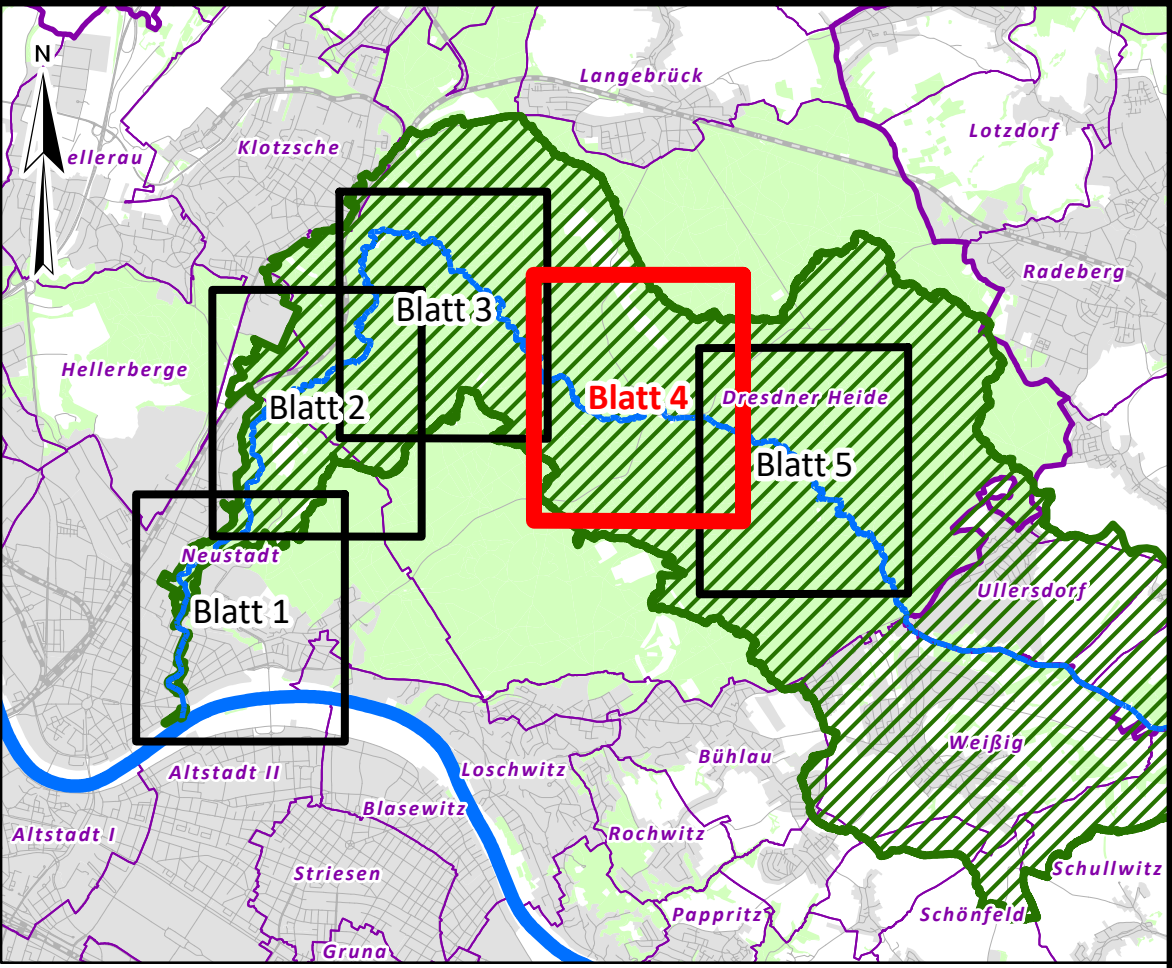 Langebrück
N
Lotzdorf
Klotzsche
ellerau
Radeberg
Blatt 3
Hellerberge
Blatt 4
Dresdner Heide
Blatt 2
Blatt 5
Neustadt
Ullersdorf
Blatt 1
Weißig
Bühlau
Loschwitz
Altstadt II
Blasewitz
Altstadt I
Rochwitz
Schullwitz
Striesen
Pappritz
Schönfeld
Gruna